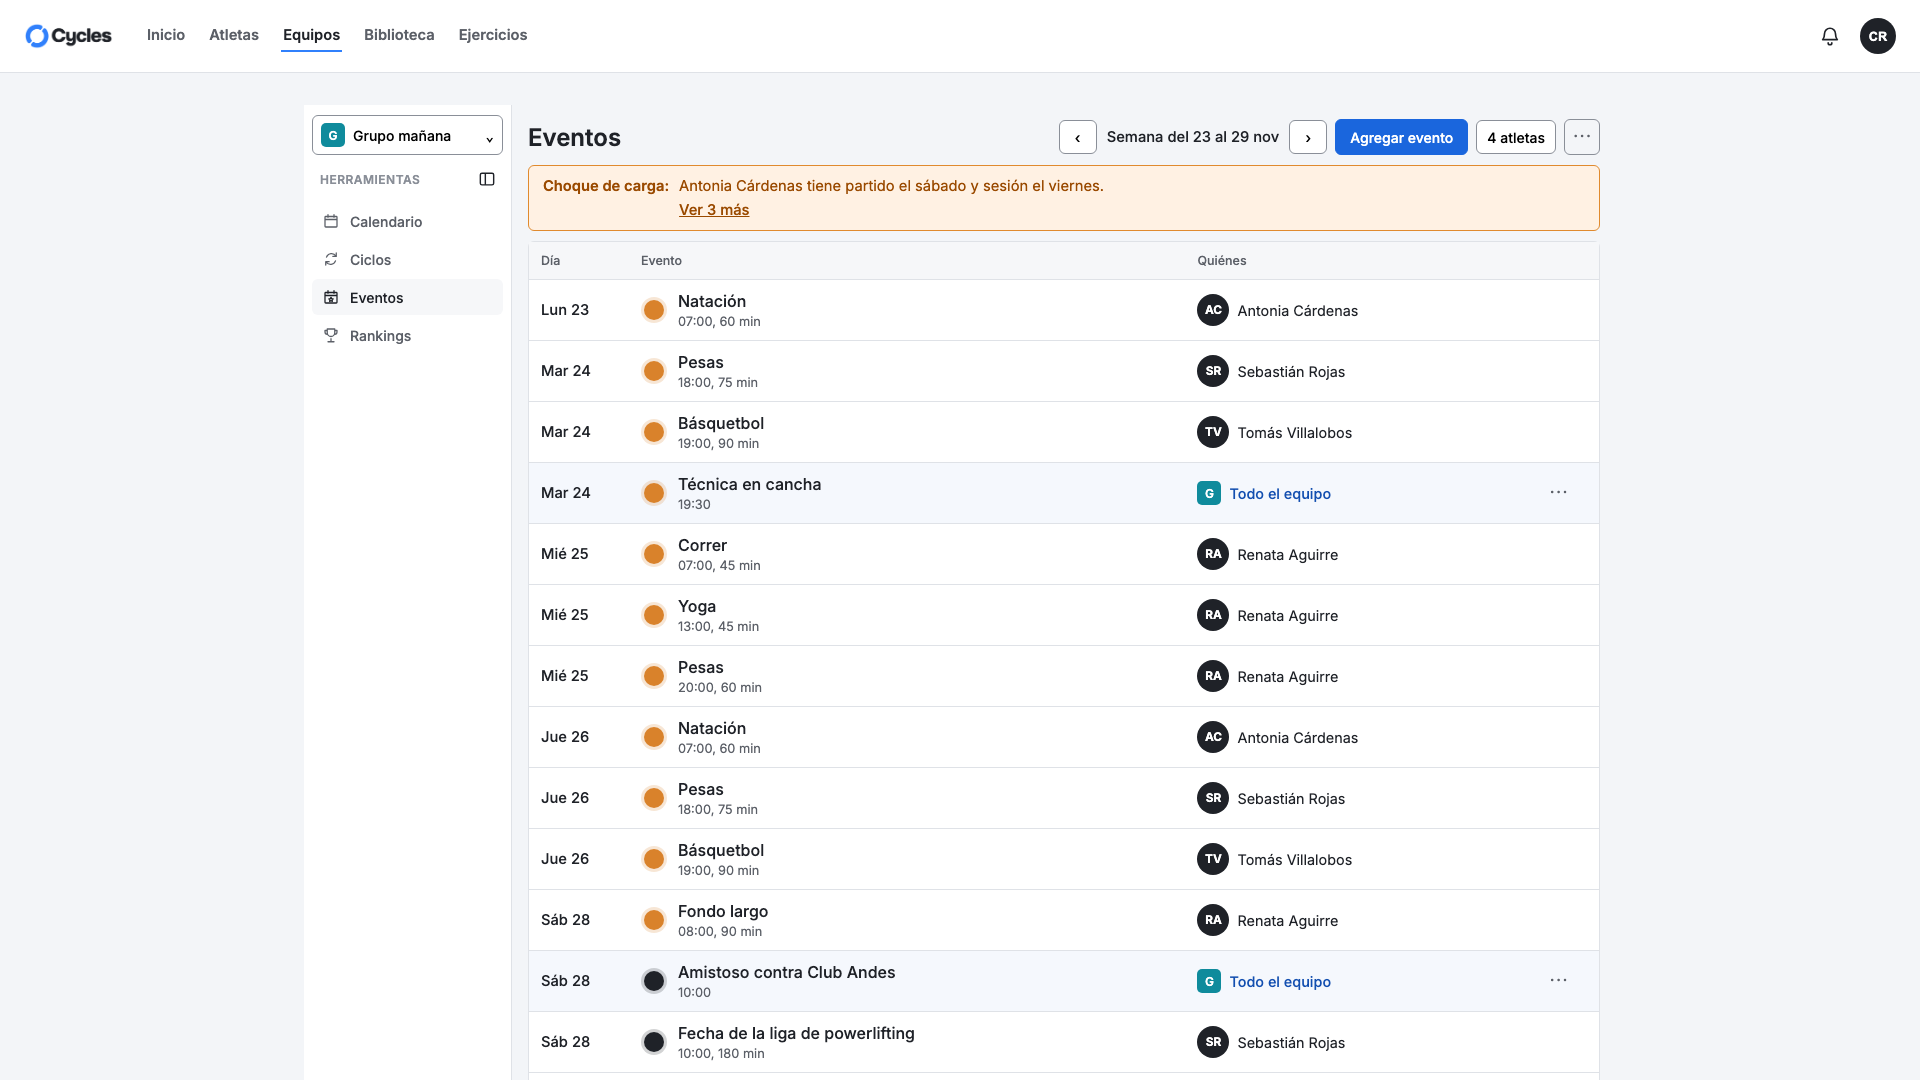 Cycles
Inicio
Atletas
Equipos
Biblioteca
Ejercicios
CR
G Grupo mañana
HERRAMIENTAS
Calendario
Ciclos
Eventos
Rankings
Eventos
‹ Semana del 23 al 29 nov ›
Agregar evento
4 atletas
···
Choque de carga: Antonia Cárdenas tiene partido el sábado y sesión el viernes.
Ver 3 más
Día Evento Quiénes
Lun 23 Natación AC Antonia Cárdenas
07:00, 60 min
Mar 24 Pesas SR Sebastián Rojas
18:00, 75 min
Mar 24 Básquetbol TV Tomás Villalobos
19:00, 90 min
Mar 24 Técnica en cancha G Todo el equipo ···
19:30
Mié 25 Correr RA Renata Aguirre
07:00, 45 min
Mié 25 Yoga RA Renata Aguirre
13:00, 45 min
Mié 25 Pesas RA Renata Aguirre
20:00, 60 min
Jue 26 Natación AC Antonia Cárdenas
07:00, 60 min
Jue 26 Pesas SR Sebastián Rojas
18:00, 75 min
Jue 26 Básquetbol TV Tomás Villalobos
19:00, 90 min
Sáb 28 Fondo largo RA Renata Aguirre
08:00, 90 min
Sáb 28 Amistoso contra Club Andes G Todo el equipo ···
10:00
Sáb 28 Fecha de la liga de powerlifting SR Sebastián Rojas
10:00, 180 min